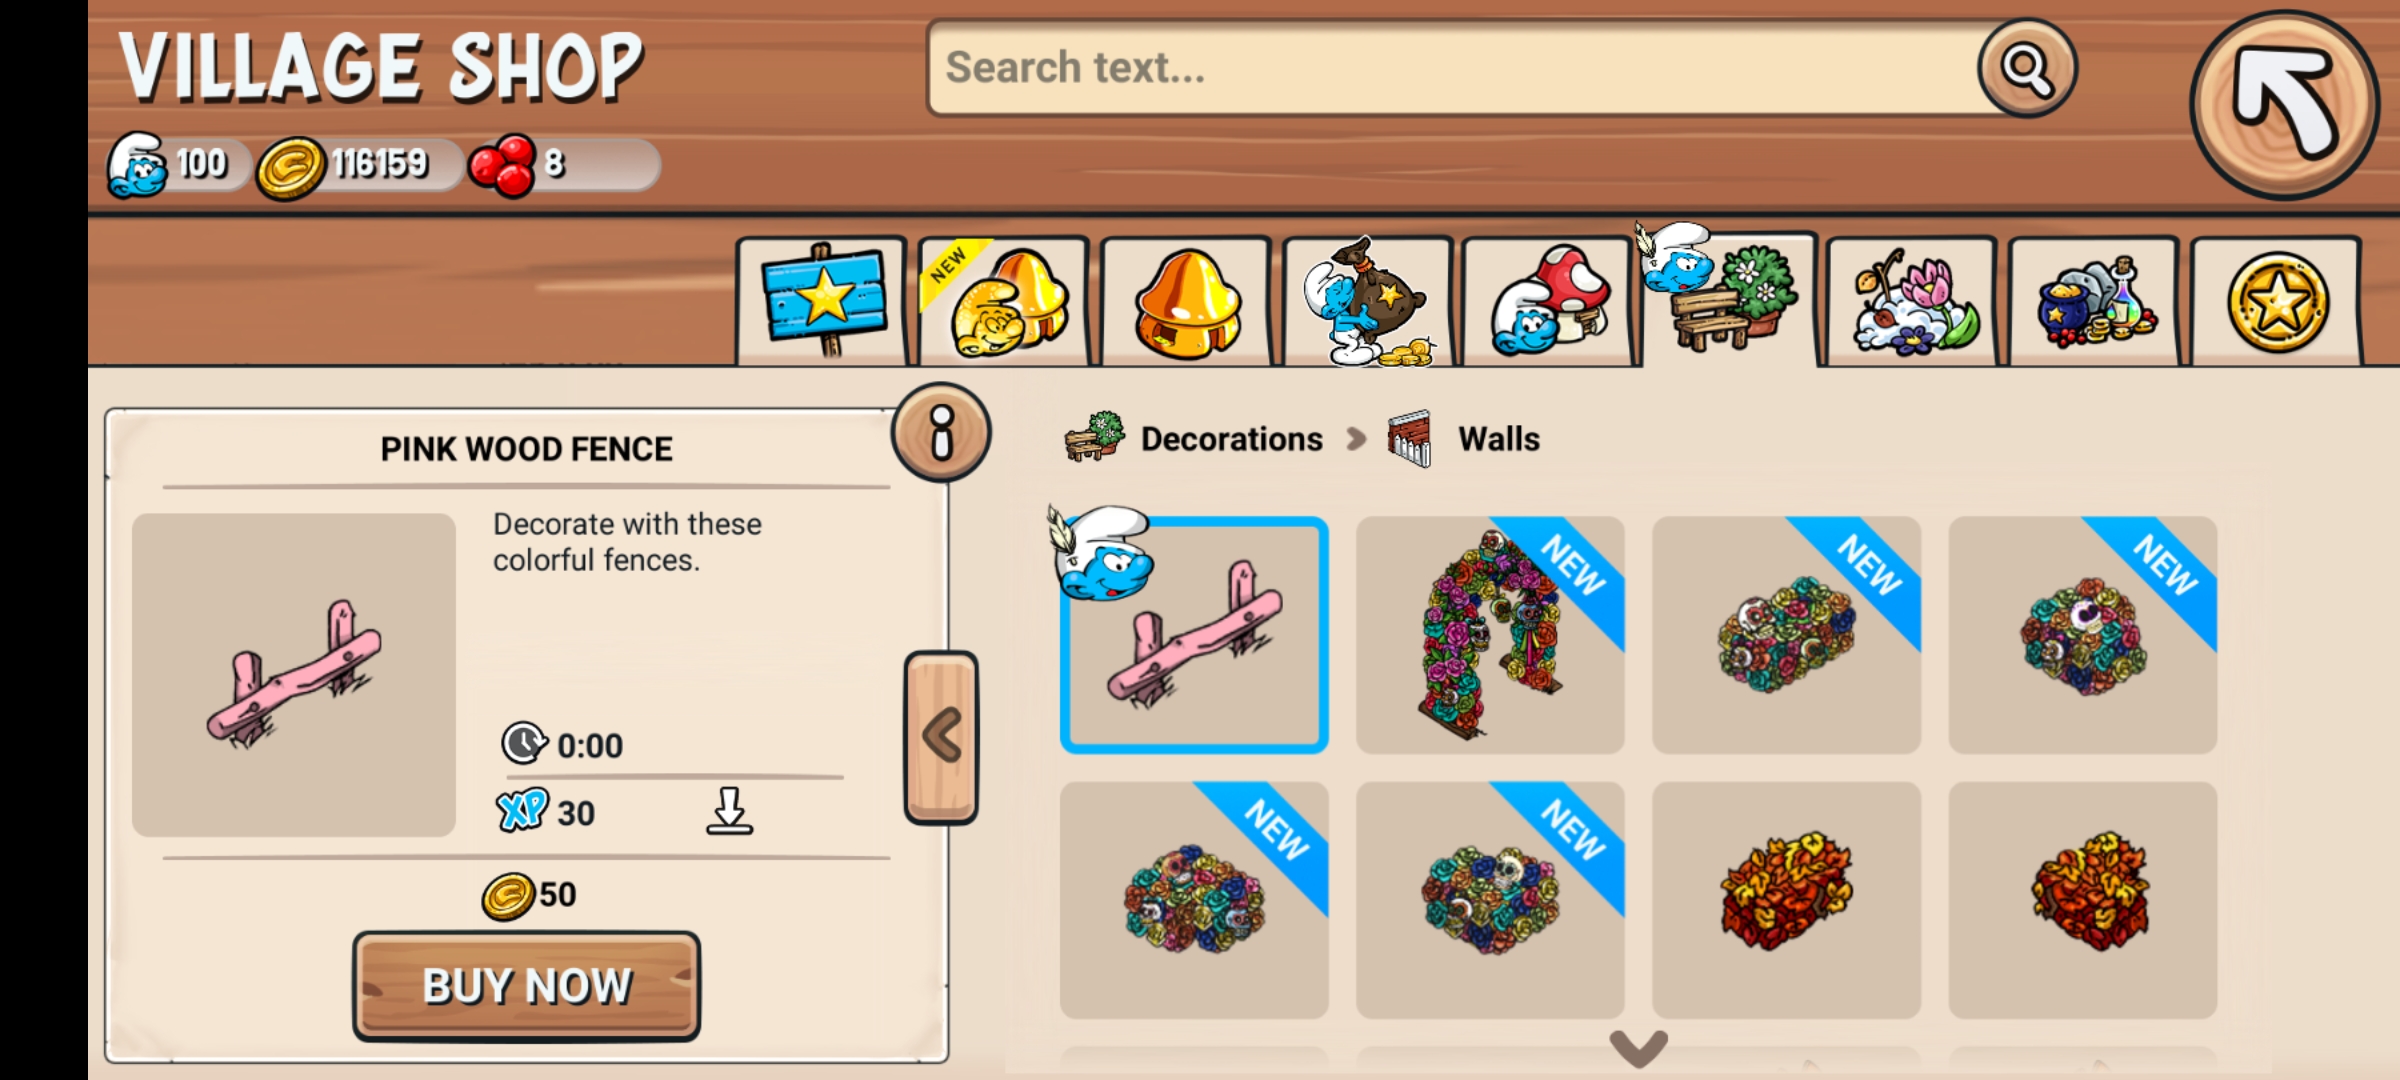 VILLAGE SHOP
Search text...
100
116159
8
NEW
PINK WOOD FENCE
Decorate with these
colorful fences.
0:00
XP 30
50
BUY NOW
Decorations
Walls
NEW
NEW
NEW
NEW
NEW